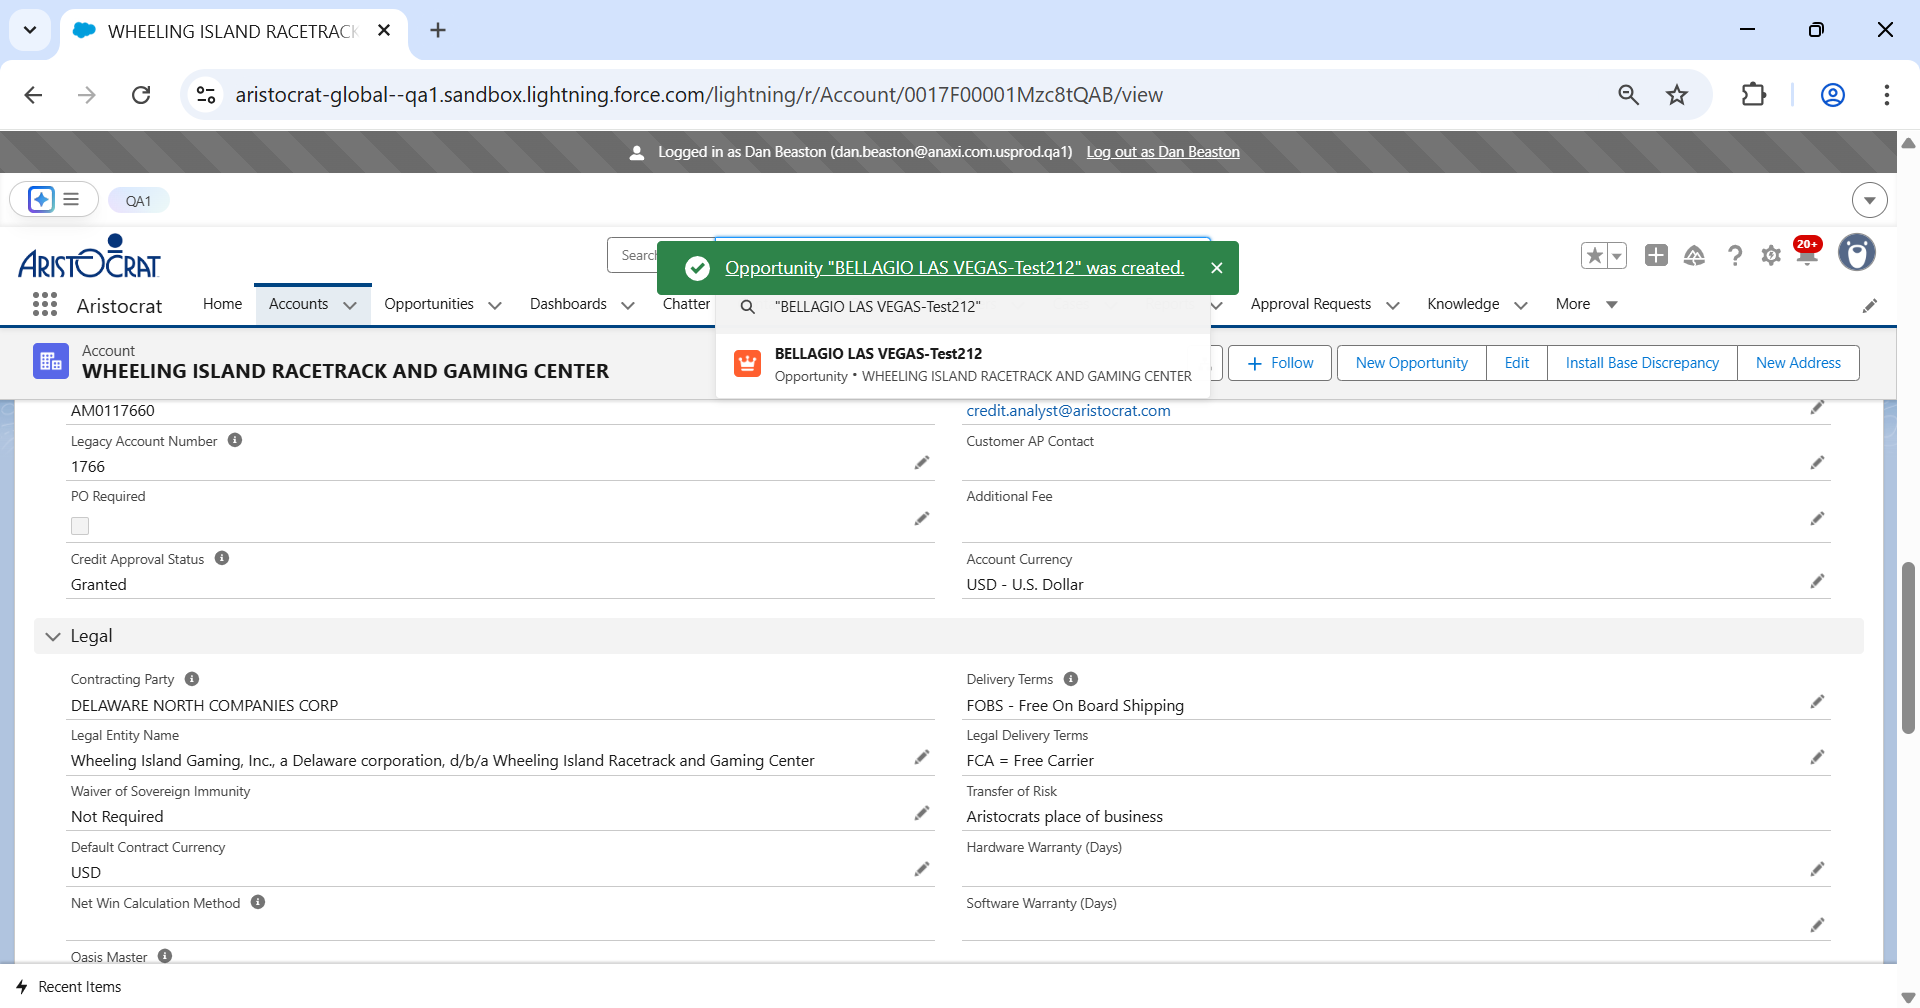 WHEELING ISLAND RACETRACK
aristocrat-global--qa1.sandbox.lightning.force.com/lightning/r/Account/0017F00001Mzc8tQAB/view
Logged in as Dan Beaston (dan.beaston@anaxi.com.usprod.qa1) Log out as Dan Beaston
QA1
ARISTOCRAT
Search
Opportunity "BELLAGIO LAS VEGAS-Test212" was created.
20+
Aristocrat
Home
Accounts
Opportunities
Dashboards
Chatter
"BELLAGIO LAS VEGAS-Test212"
Approval Requests
Knowledge
More
BELLAGIO LAS VEGAS-Test212
Opportunity • WHEELING ISLAND RACETRACK AND GAMING CENTER
Account
WHEELING ISLAND RACETRACK AND GAMING CENTER
Follow
New Opportunity
Edit
Install Base Discrepancy
New Address
AM0117660
credit.analyst@aristocrat.com
Legacy Account Number
1766
Customer AP Contact
PO Required
Additional Fee
Credit Approval Status
Granted
Account Currency
USD - U.S. Dollar
Legal
Contracting Party
DELAWARE NORTH COMPANIES CORP
Delivery Terms
FOBS - Free On Board Shipping
Legal Entity Name
Wheeling Island Gaming, Inc., a Delaware corporation, d/b/a Wheeling Island Racetrack and Gaming Center
Legal Delivery Terms
FCA = Free Carrier
Waiver of Sovereign Immunity
Not Required
Transfer of Risk
Aristocrats place of business
Default Contract Currency
USD
Hardware Warranty (Days)
Net Win Calculation Method
Software Warranty (Days)
Oasis Master
Recent Items